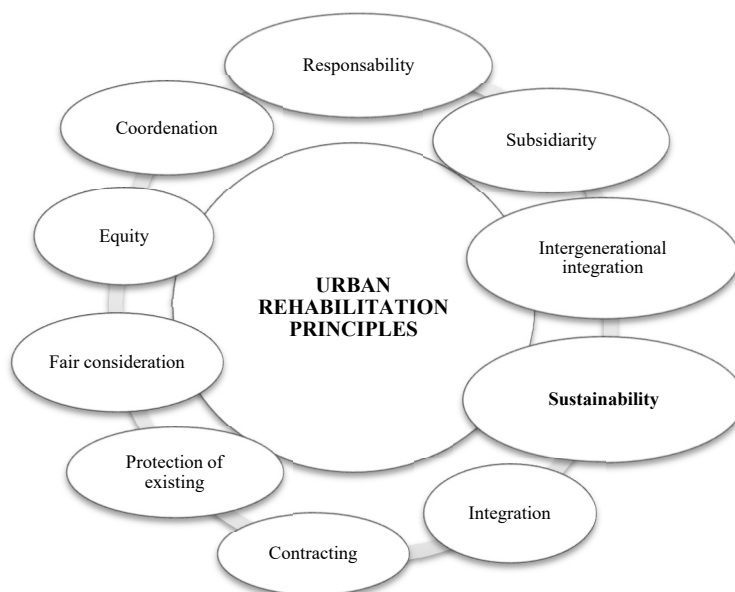 Responsability
Subsidiarity
Intergenerational
integration
Sustainability
Integration
Contracting
Protection of
existing
Fair consideration
Equity
Coordenation
URBAN
REHABILITATION
PRINCIPLES